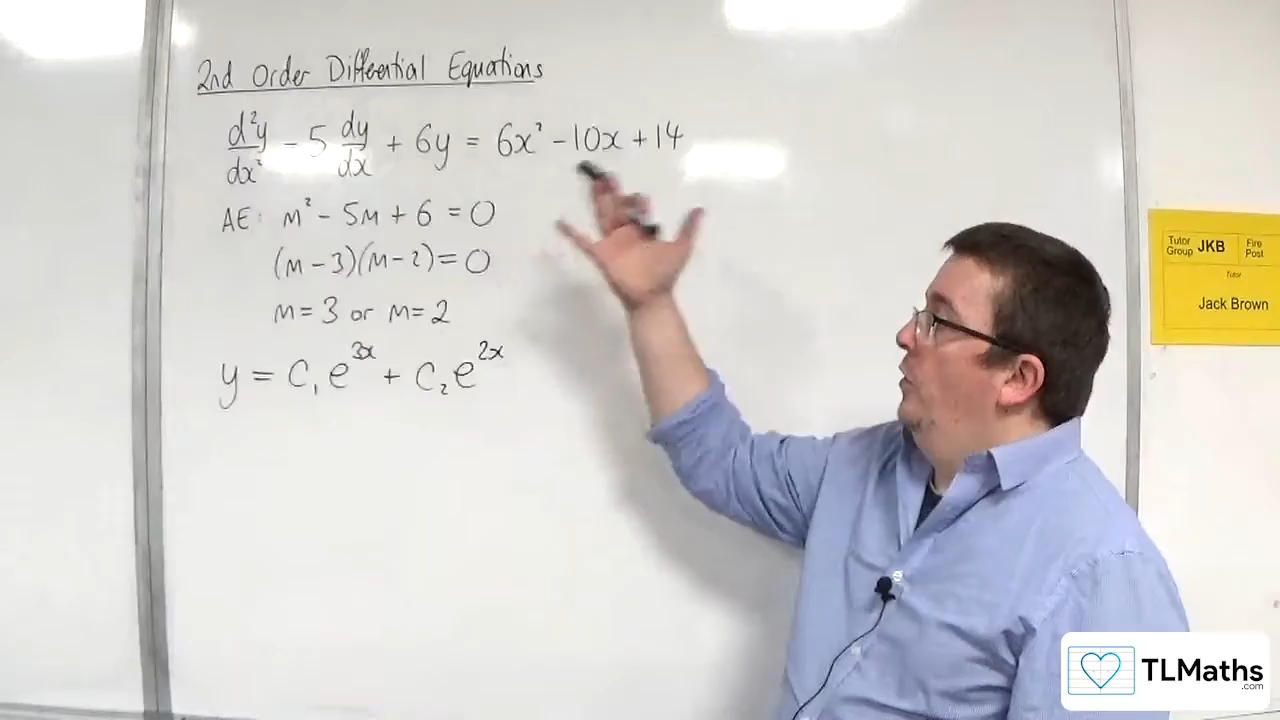 2nd Order Differential Equations
d²y/dx² - 5 dy/dx + 6y = 6x² - 10x + 14
AE: m² - 5m + 6 = 0
(m - 3)(m - 2) = 0
m = 3 or m = 2
y = C₁e^3x + C₂e^2x
Tutor Group JKB Fire Post
Tutor
Jack Brown
TLMaths
.com